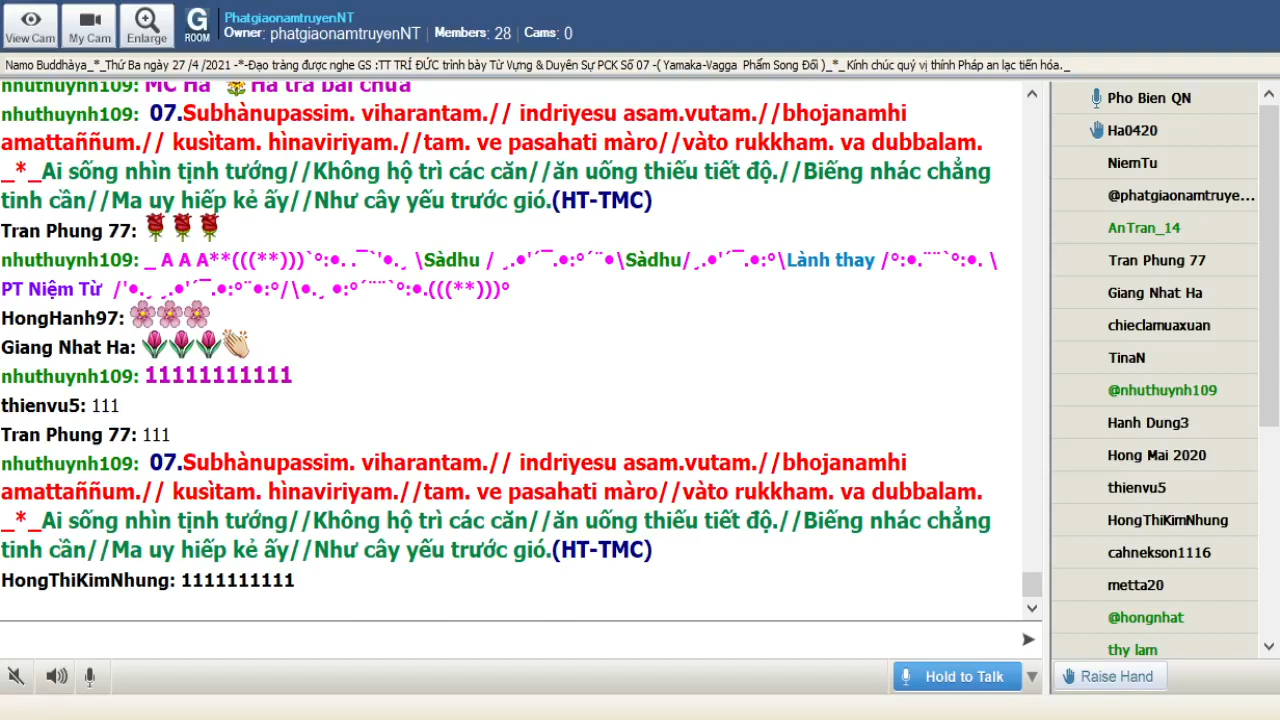 View Cam
My Cam
Enlarge
G
ROOM
PhatgiaonamtruyenNT
Owner: phatgiaonamtruyenNT | Members: 28 | Cams: 0
Namo Buddhàya_*_Thứ Ba ngày 27 /4 /2021 -*-Đạo tràng được nghe GS :TT TRÍ ĐỨC trình bày Từ Vựng & Duyên Sự PCK Số 07 -( Yamaka-Vagga Phẩm Song Đối )_*_ Kính chúc quý vị thính Pháp an lạc tiến hóa._
nhuthuynh109: MC Hà Hà trả bài chưa
nhuthuynh109: 07.Subhànupassim. viharantam.// indriyesu asam.vutam.//bhojanamhi
amattaññum.// kusìtam. hìnaviriyam.//tam. ve pasahati màro//vàto rukkham. va dubbalam.
_*_Ai sống nhìn tịnh tướng//Không hộ trì các căn//ăn uống thiếu tiết độ.//Biếng nhác chẳng
tinh cần//Ma uy hiếp kẻ ấy//Như cây yếu trước gió.(HT-TMC)
Tran Phung 77:
nhuthuynh109: _ A A A**(((**)))`°:•. .¯`'•.¸ \Sàdhu / ¸.•'´¯.•:°´¨•\Sàdhu/¸.•'´¯.•:°\Lành thay /°:•.¨¨`°:•. \
PT Niệm Từ /'•.¸ ¸.•'´¯.•:°¨•:°/\•.¸ •:°´¨¨`°:•.(((**)))°
HongHanh97:
Giang Nhat Ha:
nhuthuynh109: 11111111111
thienvu5: 111
Tran Phung 77: 111
nhuthuynh109: 07.Subhànupassim. viharantam.// indriyesu asam.vutam.//bhojanamhi
amattaññum.// kusìtam. hìnaviriyam.//tam. ve pasahati màro//vàto rukkham. va dubbalam.
_*_Ai sống nhìn tịnh tướng//Không hộ trì các căn//ăn uống thiếu tiết độ.//Biếng nhác chẳng
tinh cần//Ma uy hiếp kẻ ấy//Như cây yếu trước gió.(HT-TMC)
HongThiKimNhung: 1111111111
Hold to Talk
Pho Bien QN
Ha0420
NiemTu
@phatgiaonamtruye...
AnTran_14
Tran Phung 77
Giang Nhat Ha
chieclamuaxuan
TinaN
@nhuthuynh109
Hanh Dung3
Hong Mai 2020
thienvu5
HongThiKimNhung
cahnekson1116
metta20
@hongnhat
thy lam
Raise Hand